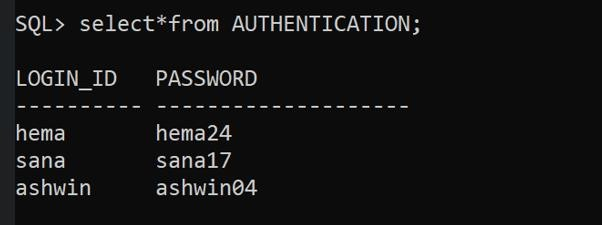 SQL> select*from AUTHENTICATION;
LOGIN_ID   PASSWORD
---------- --------------------
hema       hema24
sana       sana17
ashwin     ashwin04